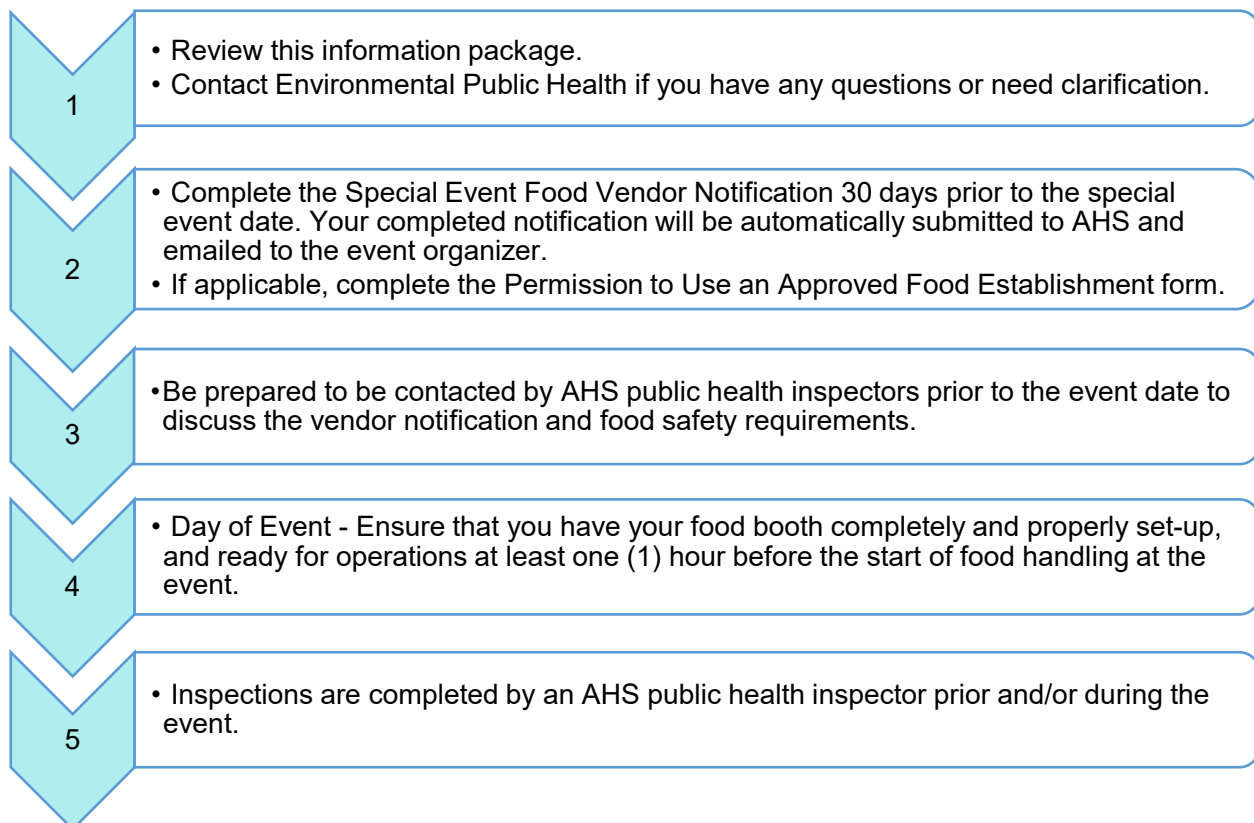 1
• Review this information package.
• Contact Environmental Public Health if you have any questions or need clarification.
2
• Complete the Special Event Food Vendor Notification 30 days prior to the special
event date. Your completed notification will be automatically submitted to AHS and
emailed to the event organizer.
• If applicable, complete the Permission to Use an Approved Food Establishment form.
3
•Be prepared to be contacted by AHS public health inspectors prior to the event date to
discuss the vendor notification and food safety requirements.
4
• Day of Event - Ensure that you have your food booth completely and properly set-up,
and ready for operations at least one (1) hour before the start of food handling at the
event.
5
• Inspections are completed by an AHS public health inspector prior and/or during the
event.